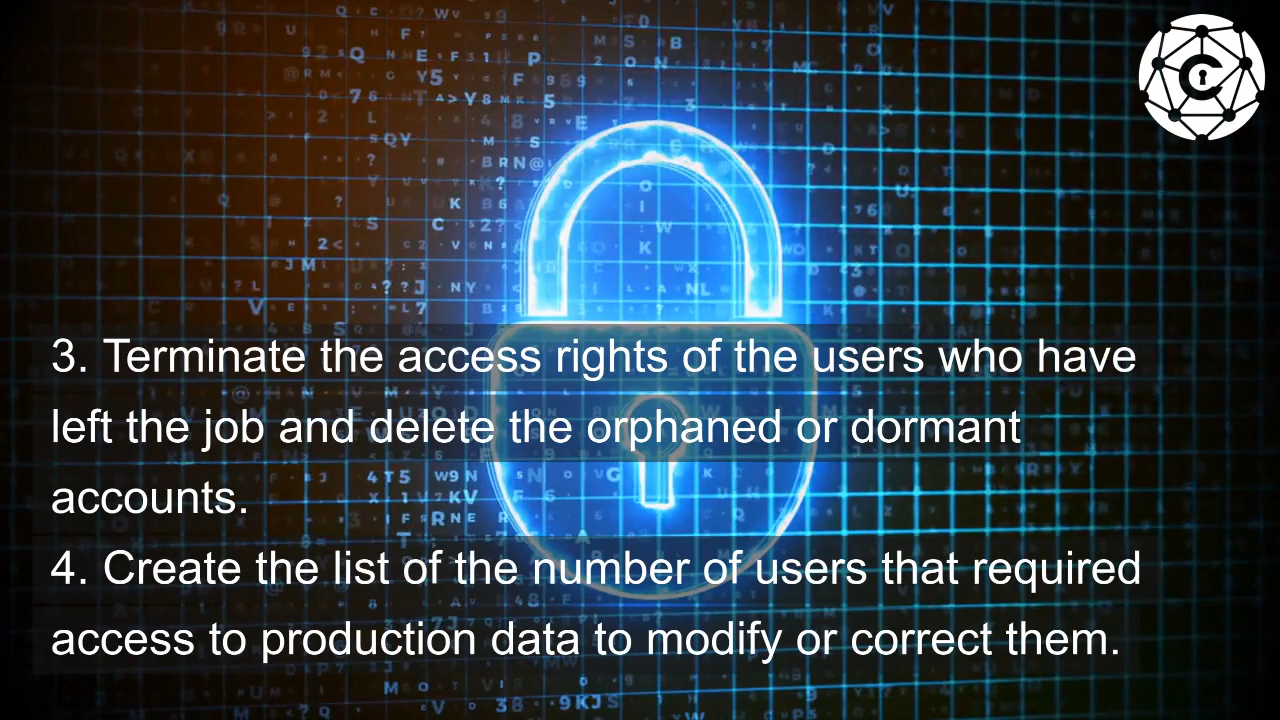 3. Terminate the access rights of the users who have
left the job and delete the orphaned or dormant
accounts.
4. Create the list of the number of users that required
access to production data to modify or correct them.